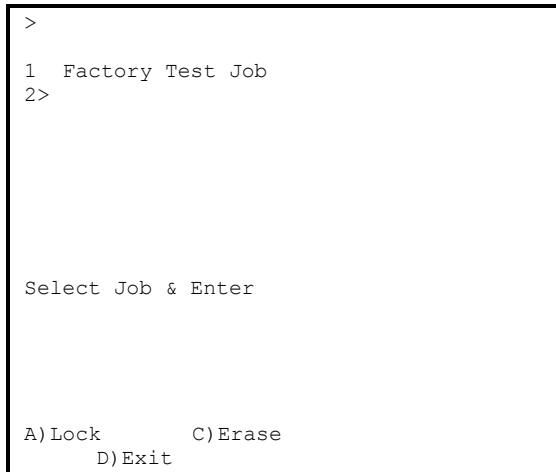 >
1  Factory Test Job
2>
Select Job & Enter
A)Lock        C)Erase
D)Exit